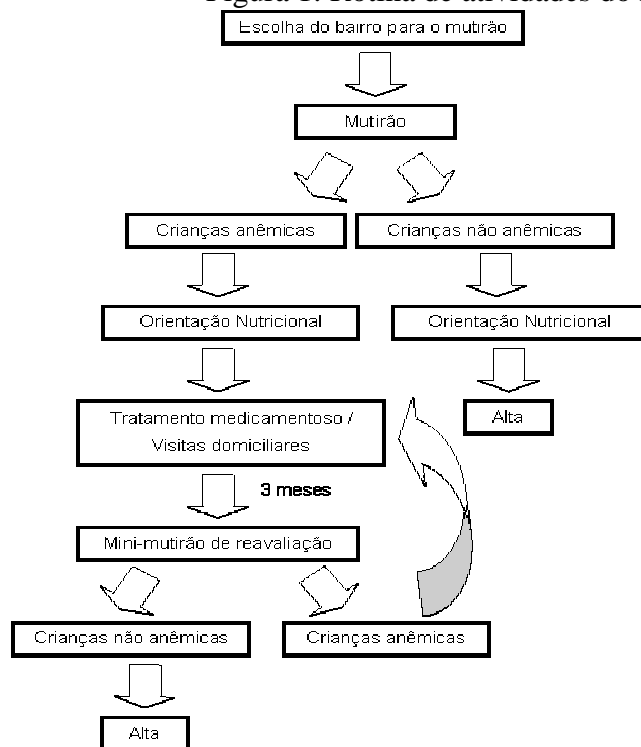 Escolha do bairro para o mutirão
Mutirão
Crianças anêmicas
Crianças não anêmicas
Orientação Nutricional
Orientação Nutricional
Tratamento medicamentoso /
Visitas domiciliares
Alta
3 meses
Mini-mutirão de reavaliação
Crianças não anêmicas
Crianças anêmicas
Alta